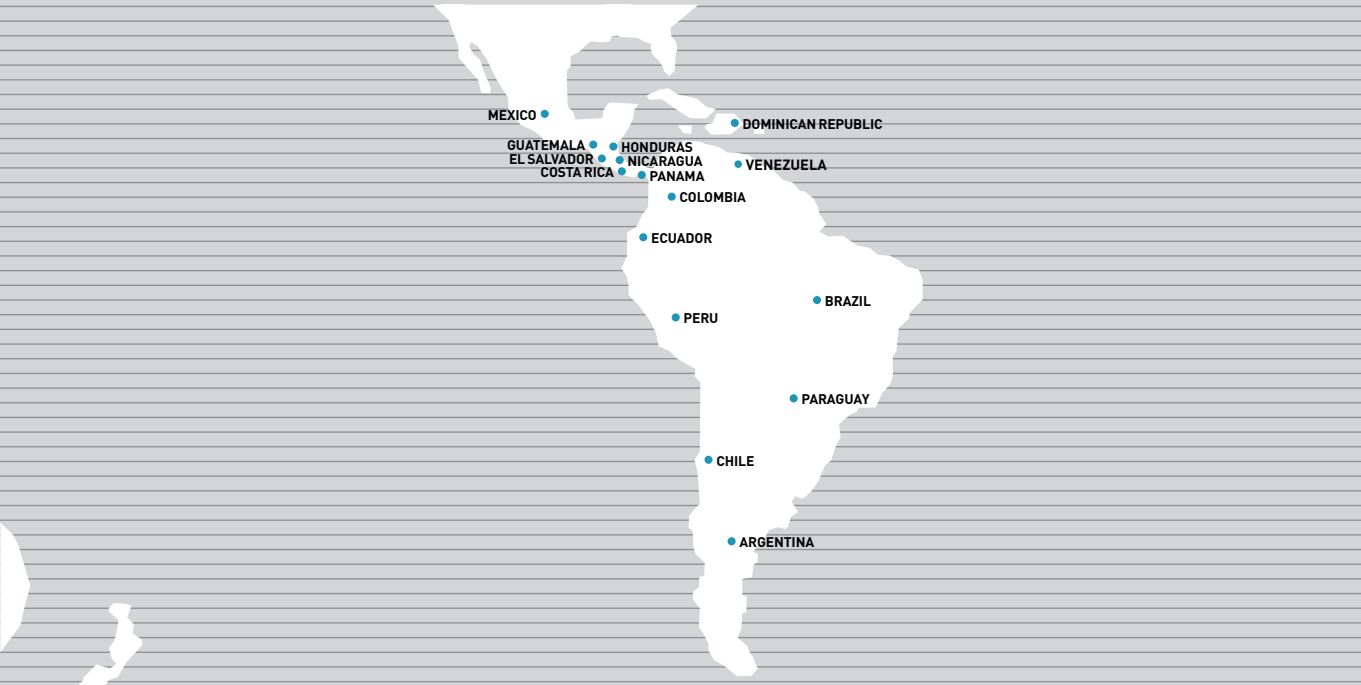 MEXICO
DOMINICAN REPUBLIC
GUATEMALA
HONDURAS
EL SALVADOR
NICARAGUA
VENEZUELA
COSTA RICA
PANAMA
COLOMBIA
ECUADOR
BRAZIL
PERU
PARAGUAY
CHILE
ARGENTINA